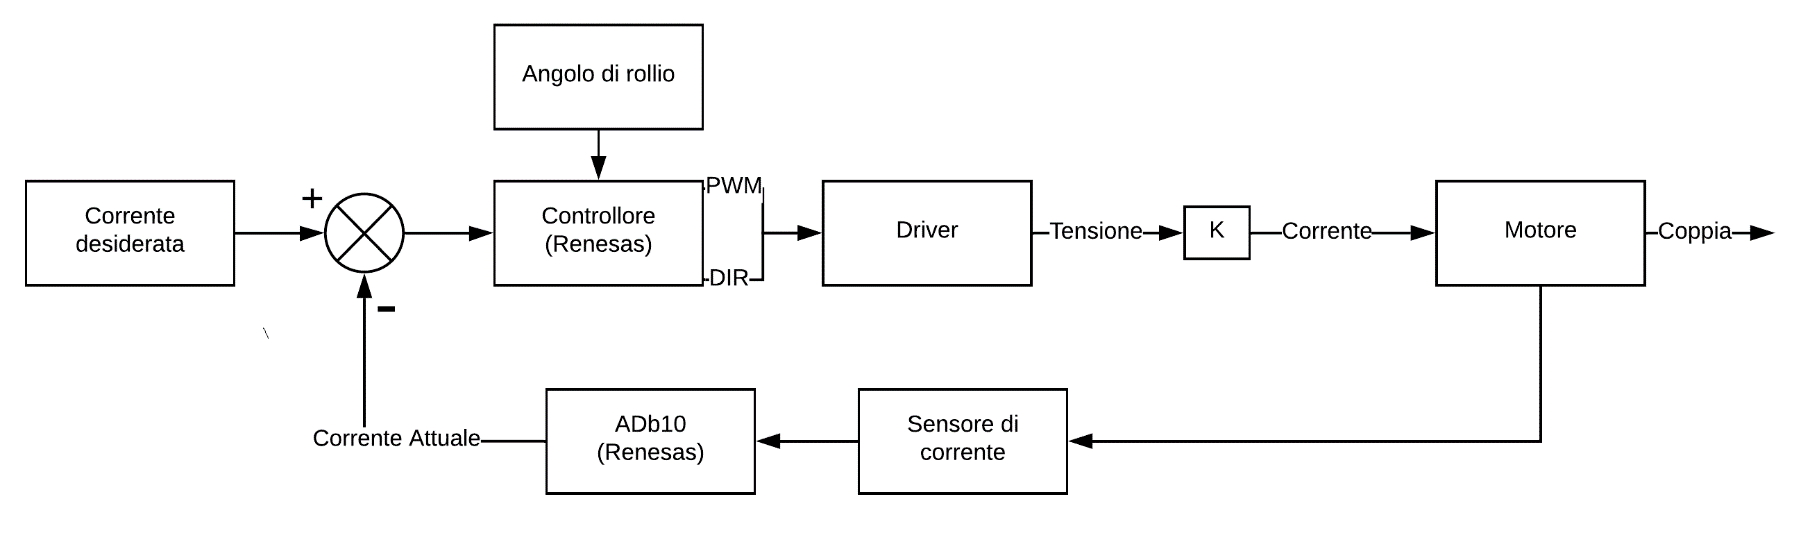 Angolo di rollio
+
Corrente
desiderata
Controllore
(Renesas)
PWM
DIR
Driver
Tensione
K
Corrente
Motore
Coppia
-
Corrente Attuale
ADb10
(Renesas)
Sensore di
corrente